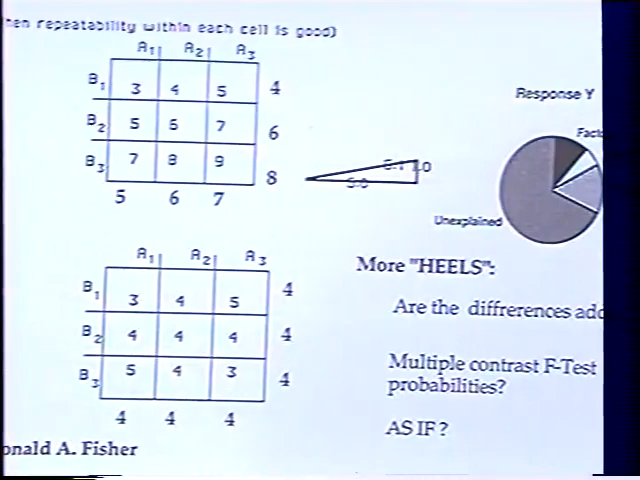 hen repeatability within each cell is good)
A1 A2 A3
B1 3 4 5 4
B2 5 6 7 6
B3 7 8 9 8
5 6 7
5.0
Response Y
Facto
Unexplained
A1 A2 A3
B1 3 4 5 4
B2 4 4 4 4
B3 5 4 3 4
4 4 4
More "HEELS":
Are the diffrerences add
Multiple contrast F-Test
probabilities?
AS IF ?
onald A. Fisher